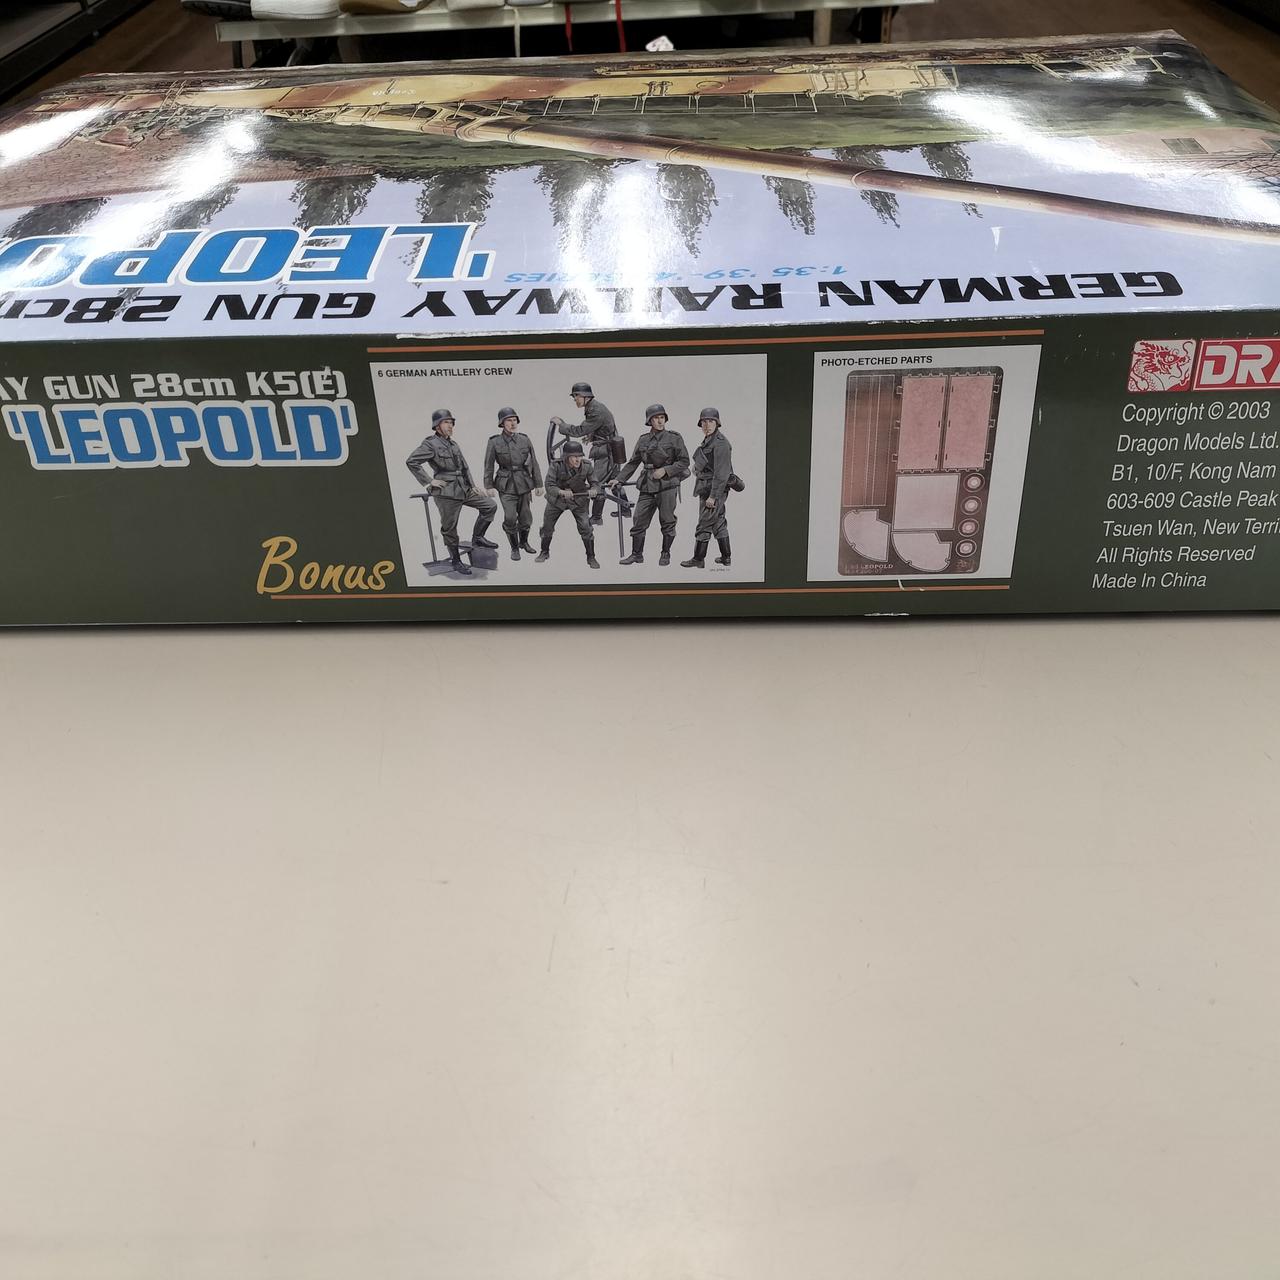 'LEOPO
GERMAN RAILWAY GUN 28cm
1:35 '39-'45 SERIES
AY GUN 28cm K5(E)
'LEOPOLD'
Bonus
6 GERMAN ARTILLERY CREW
PHOTO-ETCHED PARTS
LEOPOLD
DRA
Copyright © 2003
Dragon Models Ltd.
B1, 10/F, Kong Nam
603-609 Castle Peak
Tsuen Wan, New Terri
All Rights Reserved
Made In China